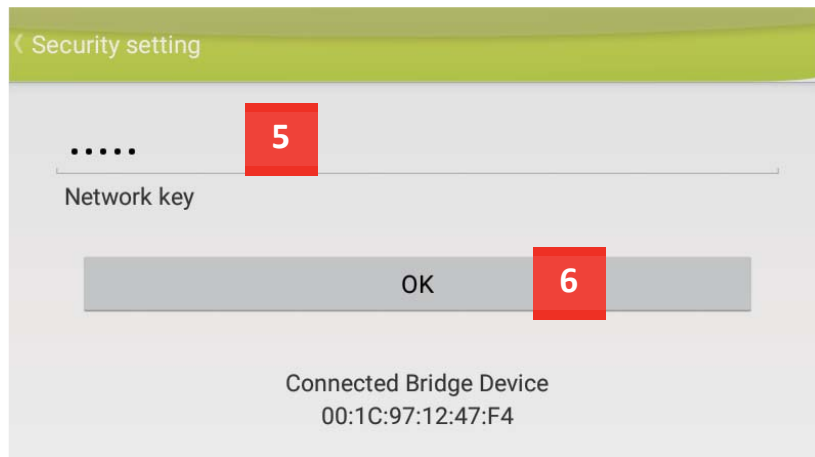 Security setting
•••••
5
Network key
OK
6
Connected Bridge Device
00:1C:97:12:47:F4